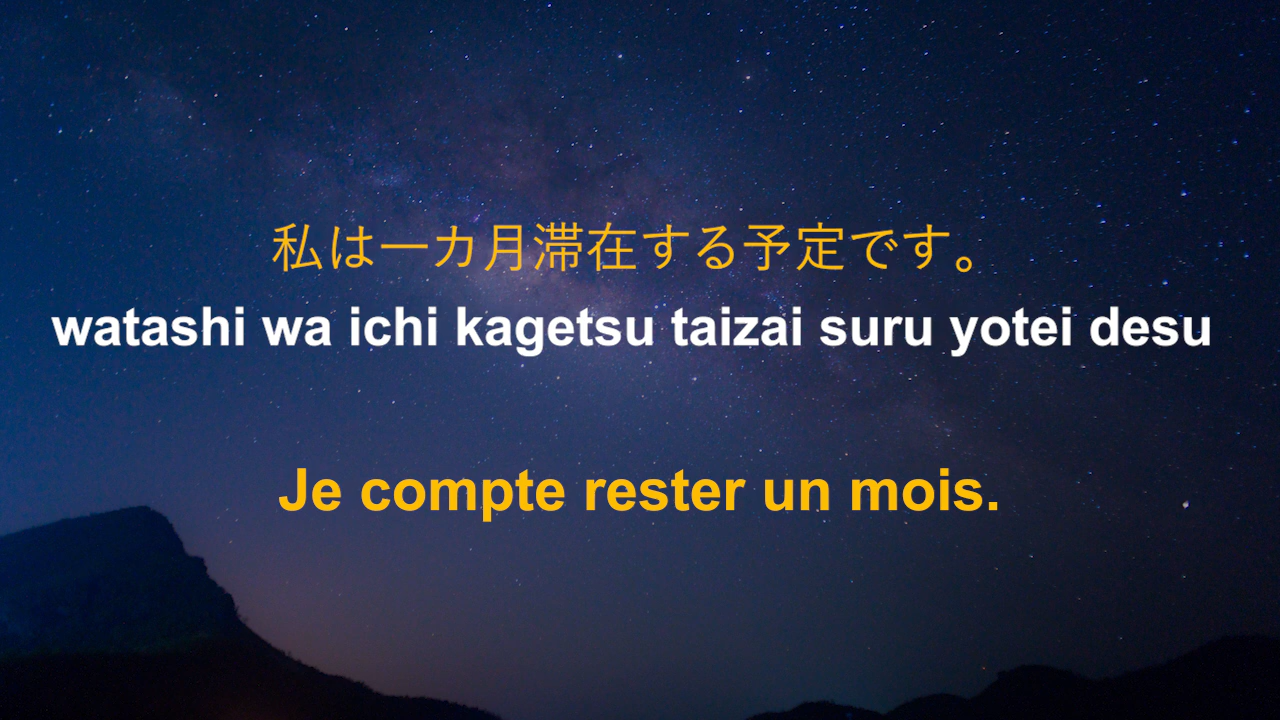 私は一カ月滞在する予定です。
watashi wa ichi kagetsu taizai suru yotei desu
Je compte rester un mois.